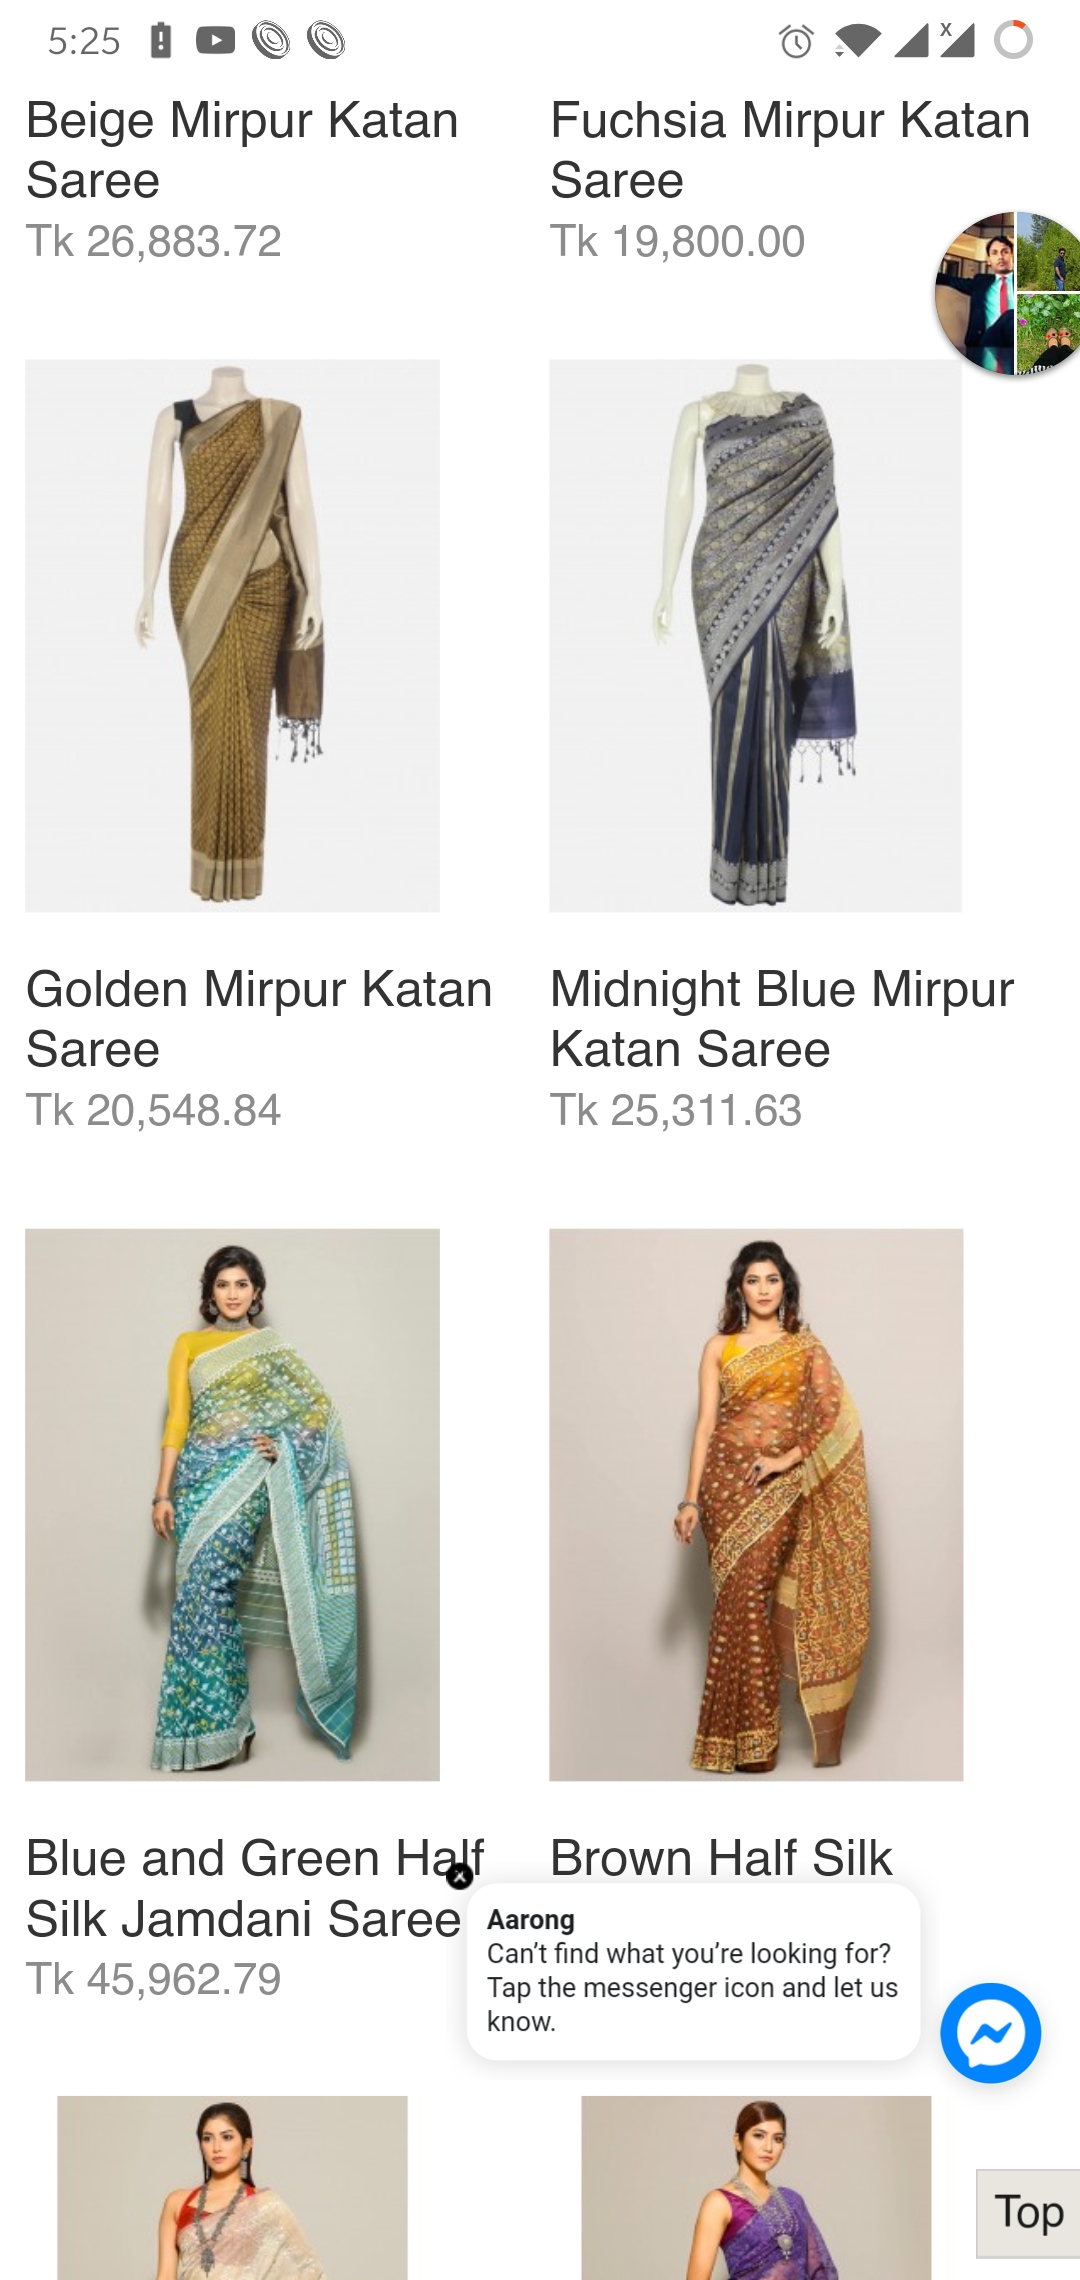 5:25
X
Beige Mirpur Katan
Saree
Tk 26,883.72
Fuchsia Mirpur Katan
Saree
Tk 19,800.00
Golden Mirpur Katan
Saree
Tk 20,548.84
Midnight Blue Mirpur
Katan Saree
Tk 25,311.63
Blue and Green Half
Silk Jamdani Saree
Tk 45,962.79
Brown Half Silk
Aarong
Can’t find what you’re looking for?
Tap the messenger icon and let us
know.
Top